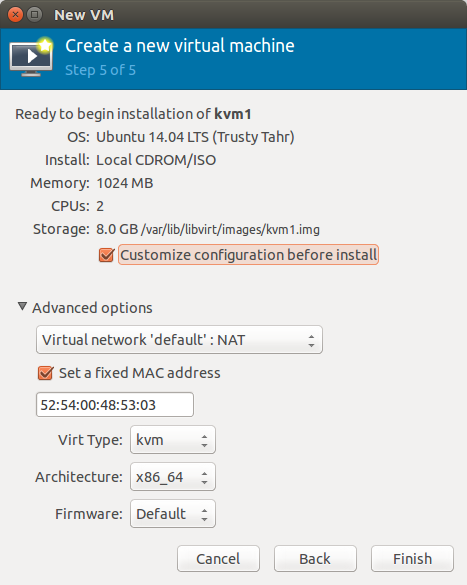 New VM
Create a new virtual machine
Step 5 of 5
Ready to begin installation of kvm1
OS: Ubuntu 14.04 LTS (Trusty Tahr)
Install: Local CDROM/ISO
Memory: 1024 MB
CPUs: 2
Storage: 8.0 GB /var/lib/libvirt/images/kvm1.img
Customize configuration before install
Advanced options
Virtual network 'default' : NAT
Set a fixed MAC address
52:54:00:48:53:03
Virt Type: kvm
Architecture: x86_64
Firmware: Default
Cancel Back Finish